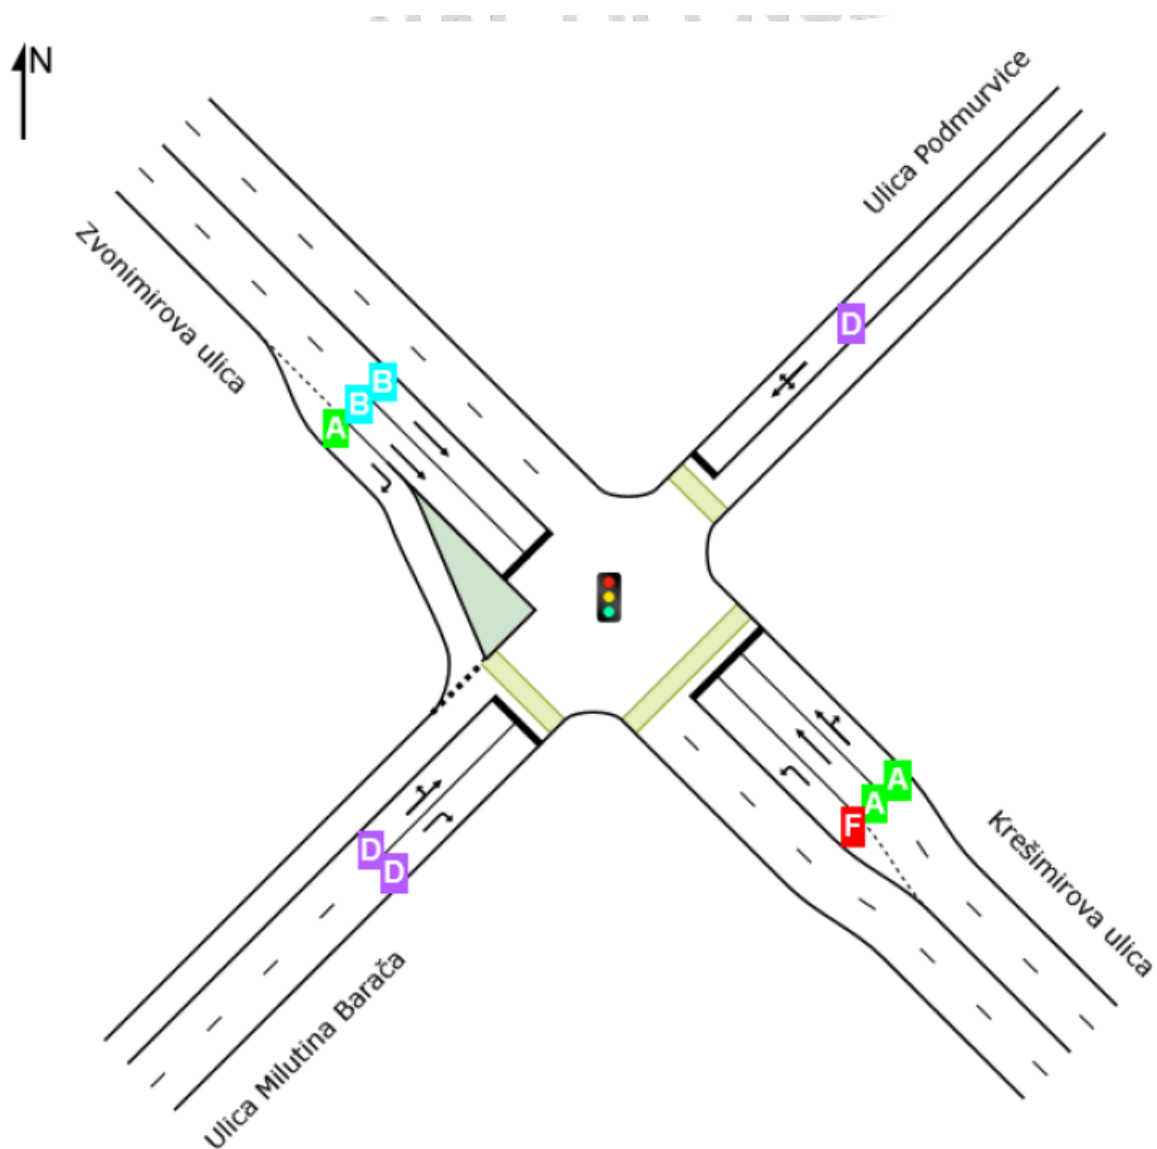 N
Ulica Podmurvice
Zvonimirova ulica
D
B
B
A
A
A
F
D
D
Krešimirova ulica
Ulica Milutina Barača